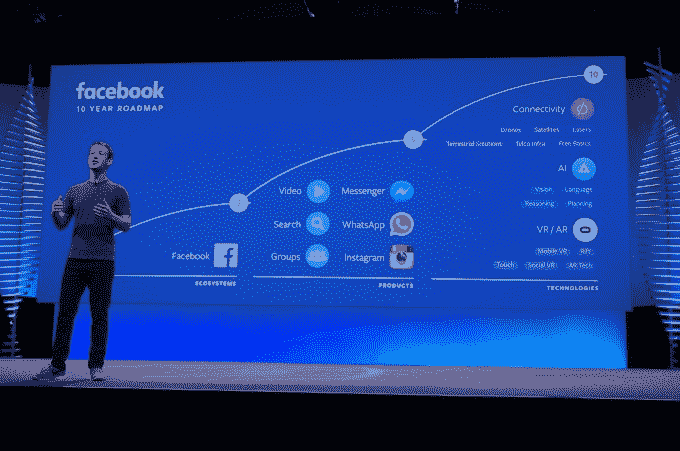 facebook
10 YEAR ROADMAP
10
Connectivity
Drones Satellites Lasers
Terrestrial Solutions Telco Infra Free Basics
AI
Vision Language
Reasoning Planning
VR / AR
Mobile VR Rift
Touch Social VR AR Tech
TECHNOLOGIES
Video Messenger
Search WhatsApp
Groups Instagram
PRODUCTS
Facebook
ECOSYSTEMS